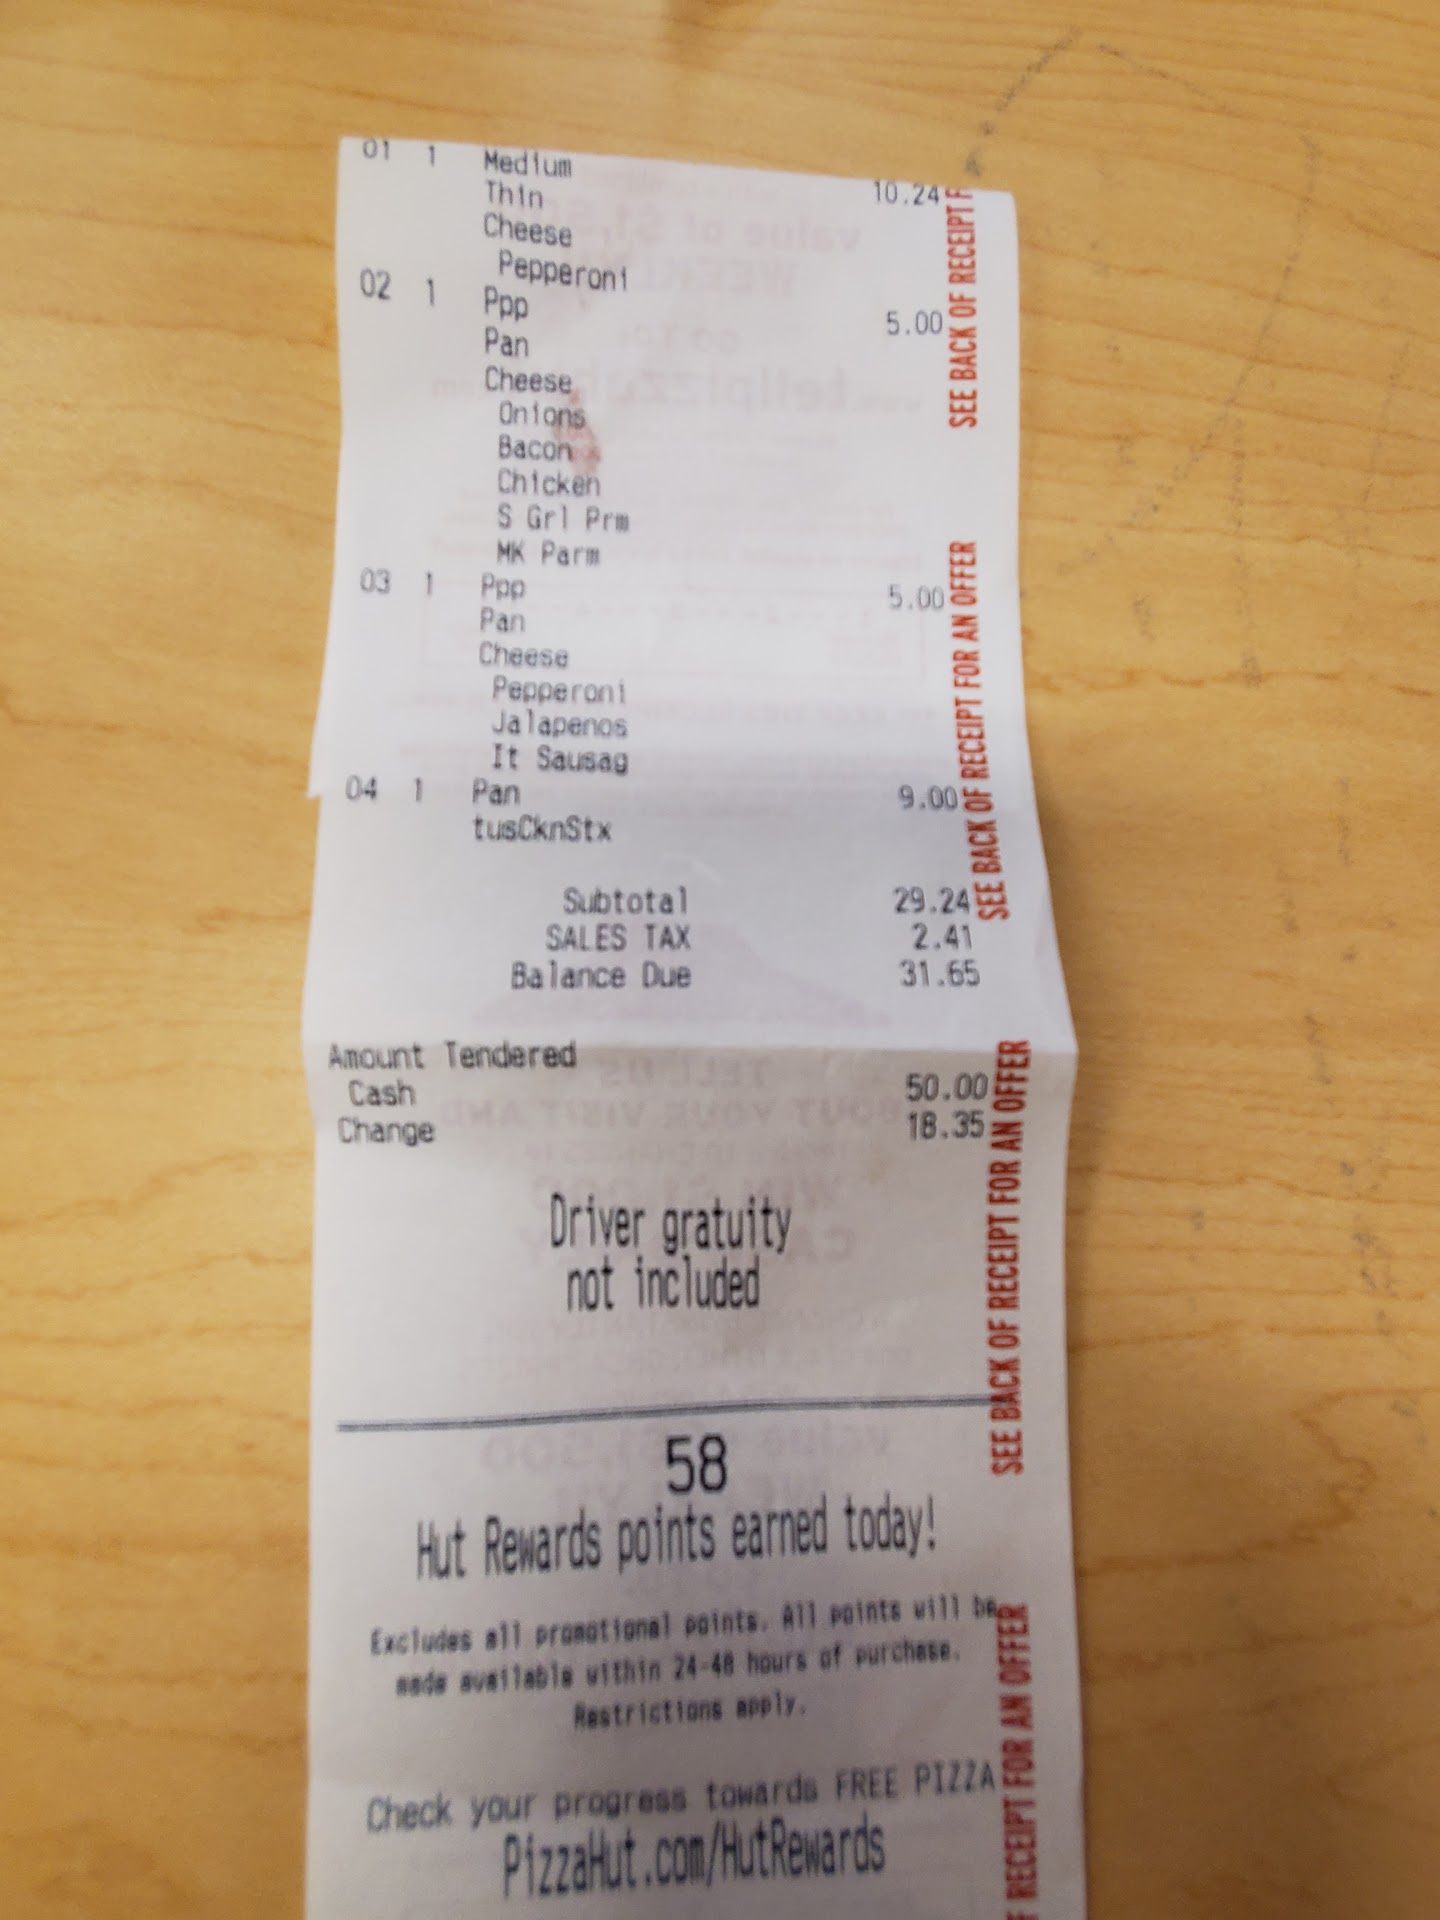 01 1 Medium 10.24
Thin
Cheese
Pepperoni
02 1 Ppp 5.00
Pan
Cheese
Onions
Bacon
Chicken
S Grl Prm
MK Parm
03 1 Ppp 5.00
Pan
Cheese
Pepperoni
Jalapenos
It Sausag
04 1 Pan 9.00
tusCknStx
Subtotal 29.24
SALES TAX 2.41
Balance Due 31.65
Amount Tendered
Cash 50.00
Change 18.35
Driver gratuity
not included
58
Hut Rewards points earned today!
Excludes all promotional points. All points will be
made available within 24-48 hours of purchase.
Restrictions apply.
Check your progress towards FREE PIZZA
PizzaHut.com/HutRewards
SEE BACK OF RECEIPT F
SEE BACK OF RECEIPT FOR AN OFFER
SEE BACK OF RECEIPT FOR AN OFFER
RECEIPT FOR AN OFFER